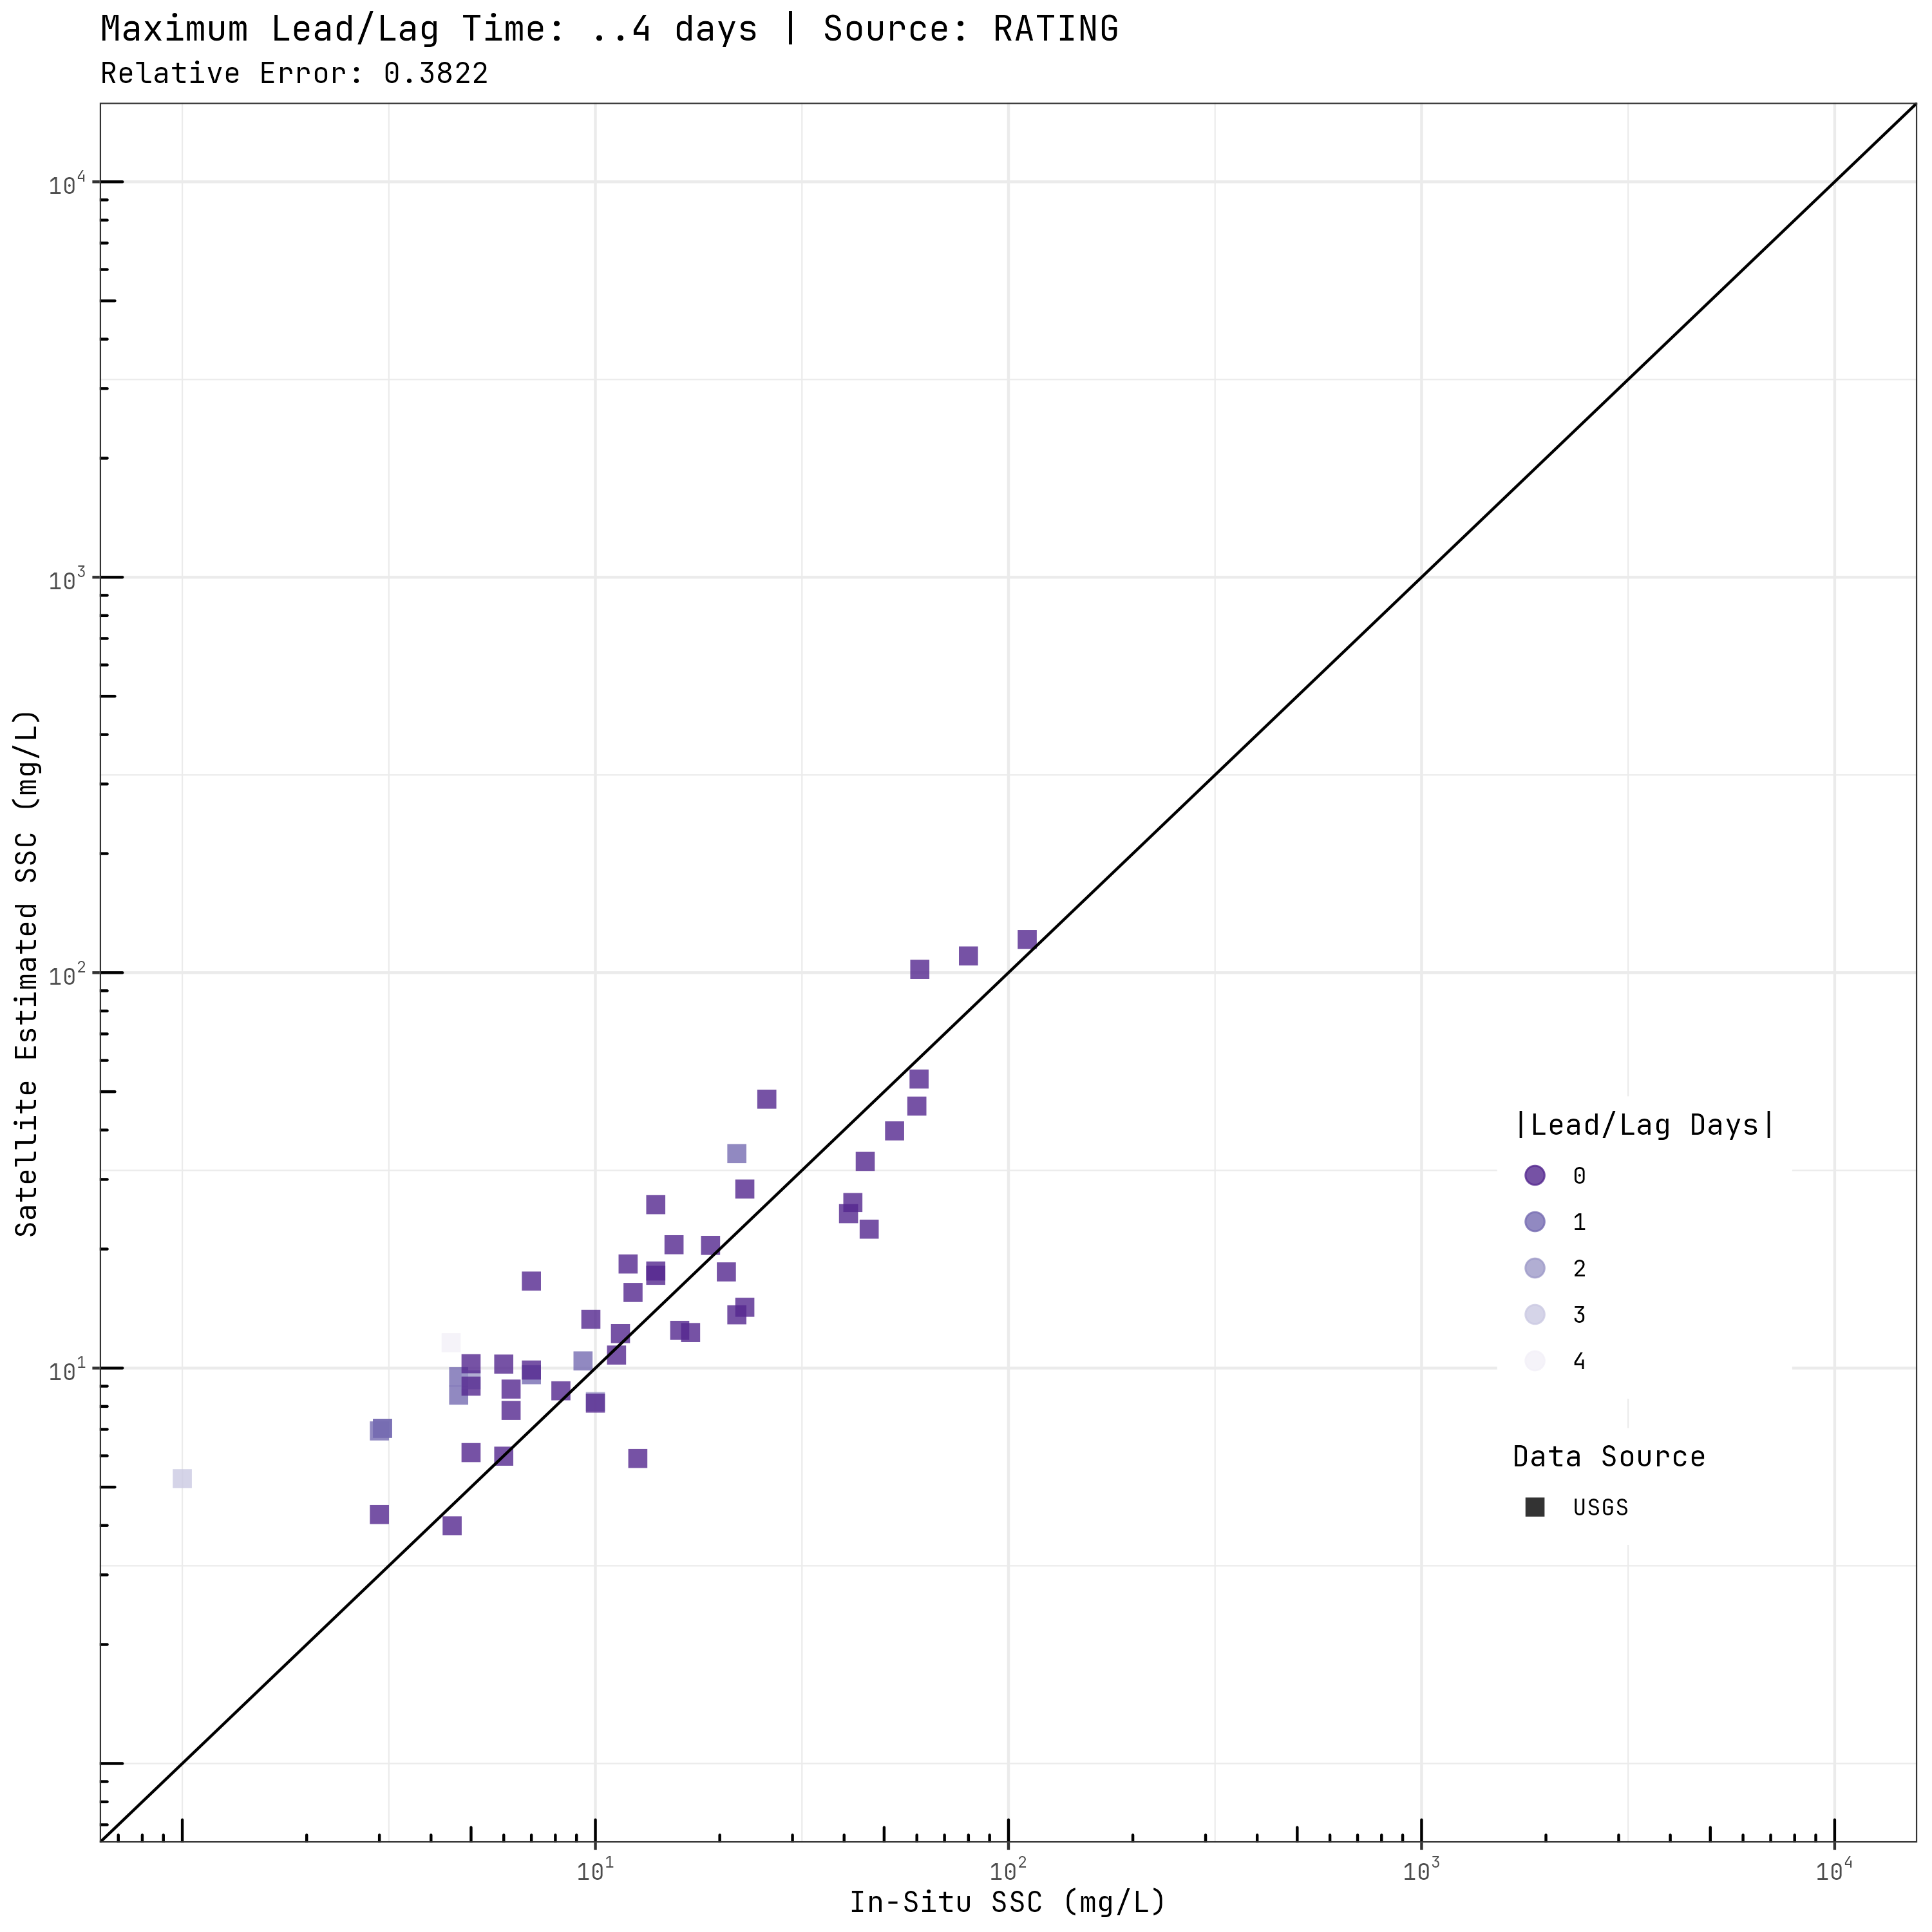 Maximum Lead/Lag Time: ..4 days | Source: RATING
Relative Error: 0.3822
10⁴
10³
10²
10¹
Satellite Estimated SSC (mg/L)
|Lead/Lag Days|
0
1
2
3
4
Data Source
USGS
10¹ 10² 10³ 10⁴
In-Situ SSC (mg/L)